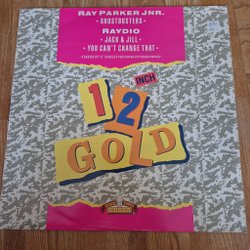 RAY PARKER JNR.
• GHOSTBUSTERS •
RAYDIO
• JACK & JILL •
• YOU CAN'T CHANGE THAT •
12
INCH
GOLD